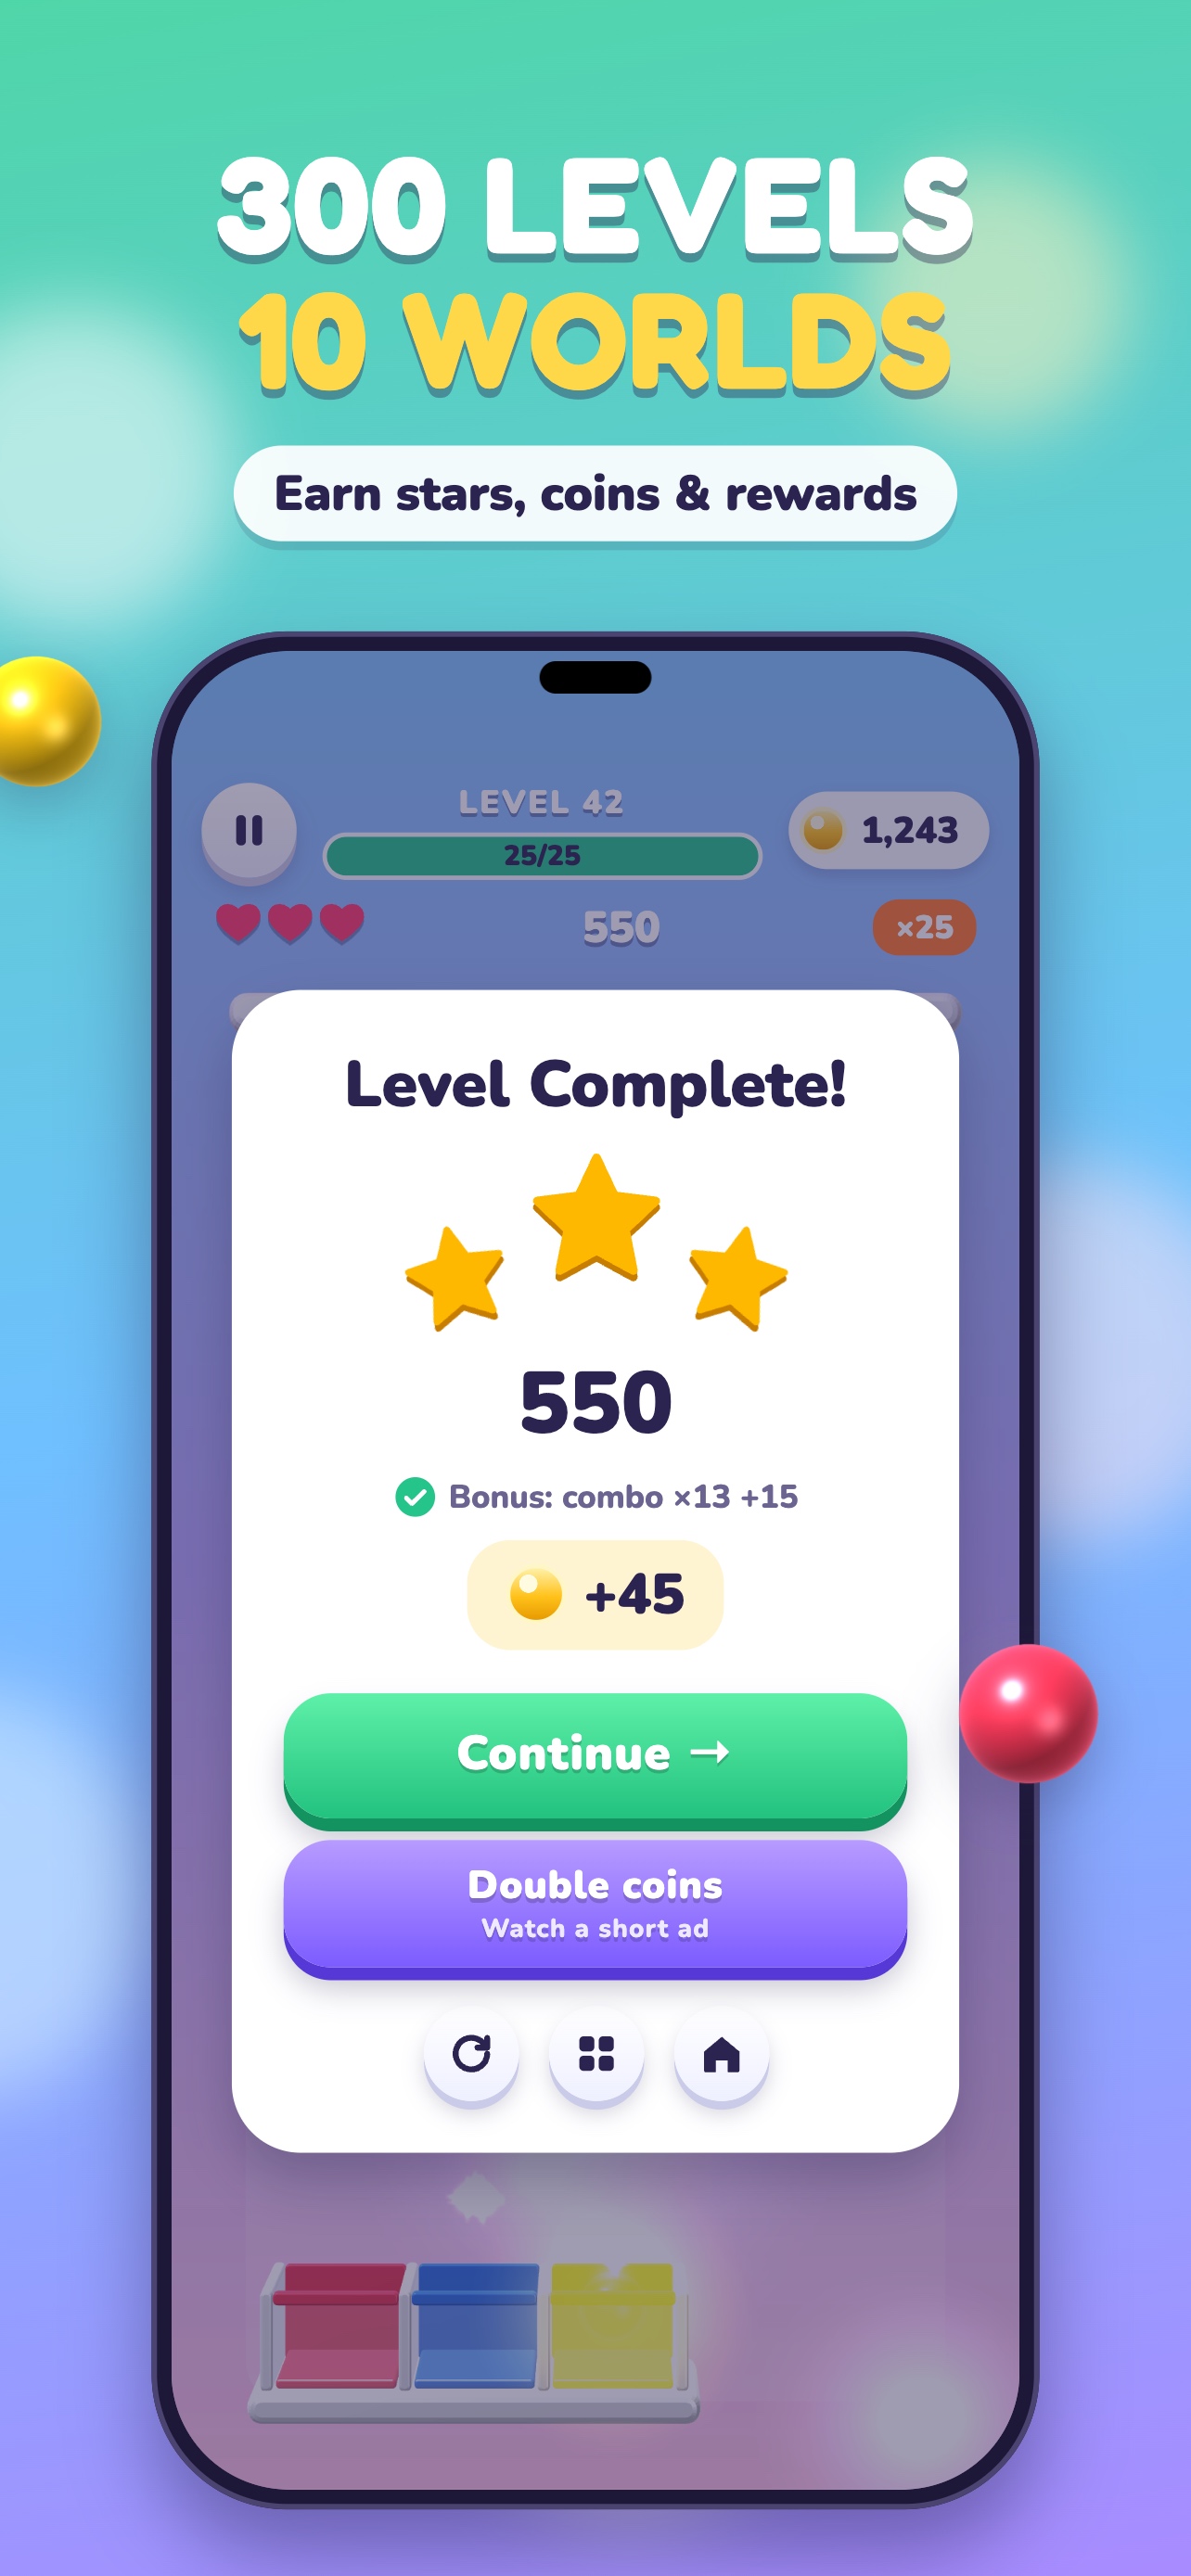 300 LEVELS
10 WORLDS
Earn stars, coins & rewards
LEVEL 42
25/25
1,243
550
×25
Level Complete!
550
Bonus: combo ×13 +15
+45
Continue →
Double coins
Watch a short ad